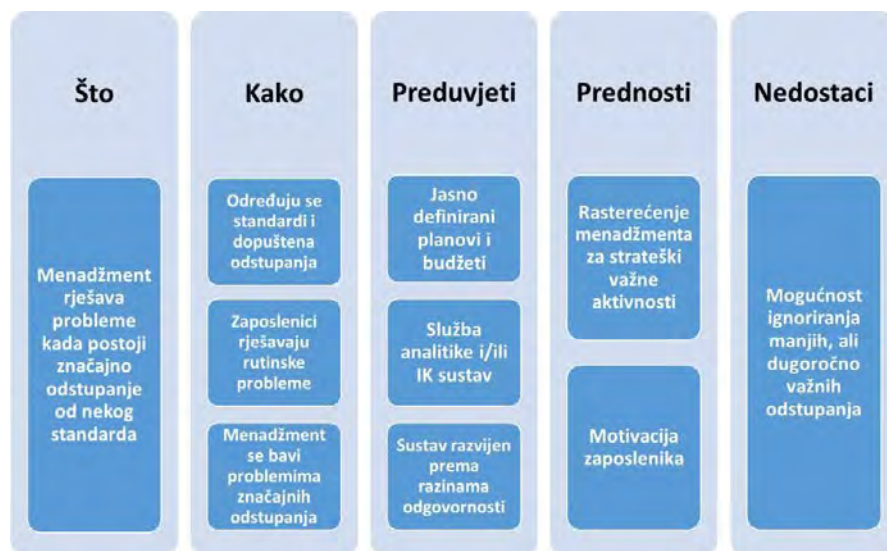 Što
Menadžment
rješava
probleme
kada postoji
značajno
odstupanje
od nekog
standarda
Kako
Određuju se
standardi i
dopuštena
odstupanja
Zaposlenici
rješavaju
rutinske
probleme
Menadžment
se bavi
problemima
značajnih
odstupanja
Preduvjeti
Jasno
definirani
planovi i
budžeti
Služba
analitike i/ili
IK sustav
Sustav razvijen
prema
razinama
odgovornosti
Prednosti
Rasterećenje
menadžmenta
za strateški
važne
aktivnosti
Motivacija
zaposlenika
Nedostaci
Mogućnost
ignoriranja
manjih, ali
dugoročno
važnih
odstupanja